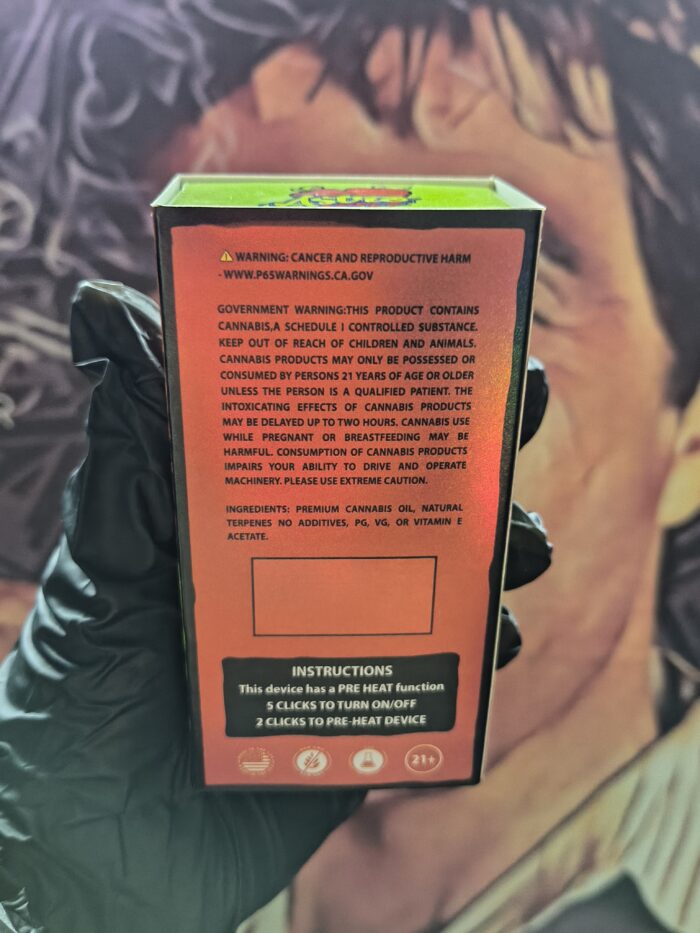 WARNING: CANCER AND REPRODUCTIVE HARM
- WWW.P65WARNINGS.CA.GOV
GOVERNMENT WARNING:THIS PRODUCT CONTAINS
CANNABIS,A SCHEDULE I CONTROLLED SUBSTANCE.
KEEP OUT OF REACH OF CHILDREN AND ANIMALS.
CANNABIS PRODUCTS MAY ONLY BE POSSESSED OR
CONSUMED BY PERSONS 21 YEARS OF AGE OR OLDER
UNLESS THE PERSON IS A QUALIFIED PATIENT. THE
INTOXICATING EFFECTS OF CANNABIS PRODUCTS
MAY BE DELAYED UP TO TWO HOURS. CANNABIS USE
WHILE PREGNANT OR BREASTFEEDING MAY BE
HARMFUL. CONSUMPTION OF CANNABIS PRODUCTS
IMPAIRS YOUR ABILITY TO DRIVE AND OPERATE
MACHINERY. PLEASE USE EXTREME CAUTION.
INGREDIENTS: PREMIUM CANNABIS OIL, NATURAL
TERPENES NO ADDITIVES, PG, VG, OR VITAMIN E
ACETATE.
INSTRUCTIONS
This device has a PRE HEAT function
5 CLICKS TO TURN ON/OFF
2 CLICKS TO PRE-HEAT DEVICE
21+